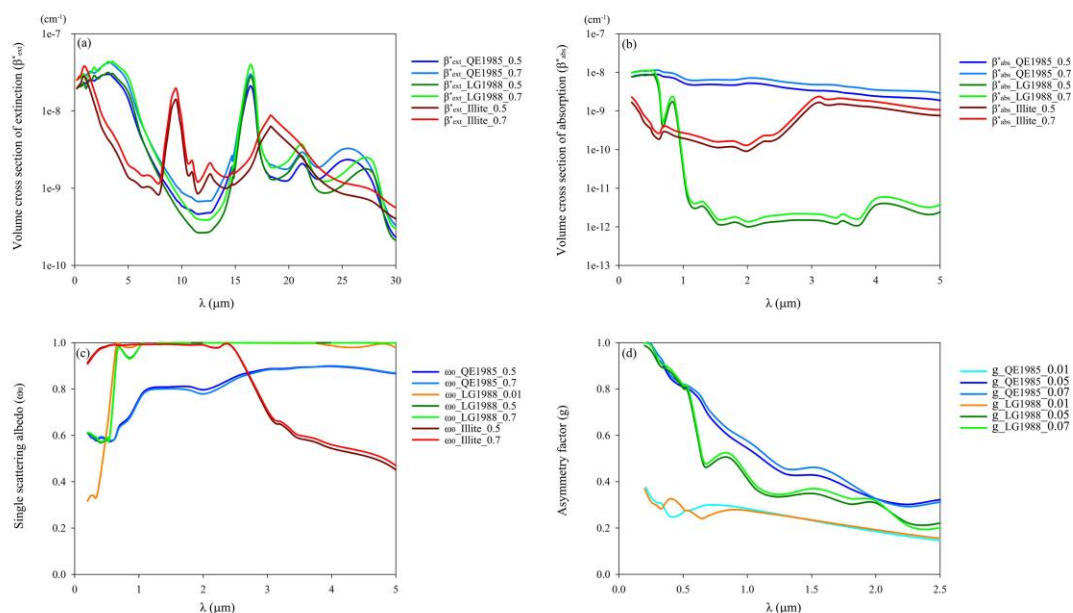 (cm⁻¹)
1e-7
1e-8
1e-9
1e-10
Volume cross section of extinction (β*ext)
(a)
0 5 10 15 20 25 30
λ (μm)
β*ext_QE1985_0.5
β*ext_QE1985_0.7
β*ext_LG1988_0.5
β*ext_LG1988_0.7
β*ext_Illite_0.5
β*ext_Illite_0.7
(cm⁻¹)
1e-7
1e-8
1e-9
1e-10
1e-11
1e-12
1e-13
Volume cross section of absorption (β*abs)
(b)
0 1 2 3 4 5
λ (μm)
β*abs_QE1985_0.5
β*abs_QE1985_0.7
β*abs_LG1988_0.5
β*abs_LG1988_0.7
β*abs_Illite_0.5
β*abs_Illite_0.7
1.0
0.8
0.6
0.4
0.2
0.0
Single scattering albedo (ω0)
(c)
0 1 2 3 4 5
λ (μm)
ω0_QE1985_0.5
ω0_QE1985_0.7
ω0_LG1988_0.01
ω0_LG1988_0.5
ω0_LG1988_0.7
ω0_Illite_0.5
ω0_Illite_0.7
1.0
0.8
0.6
0.4
0.2
0.0
Asymmetry factor (g)
(d)
0.0 0.5 1.0 1.5 2.0 2.5
λ (μm)
g_QE1985_0.01
g_QE1985_0.05
g_QE1985_0.07
g_LG1988_0.01
g_LG1988_0.05
g_LG1988_0.07